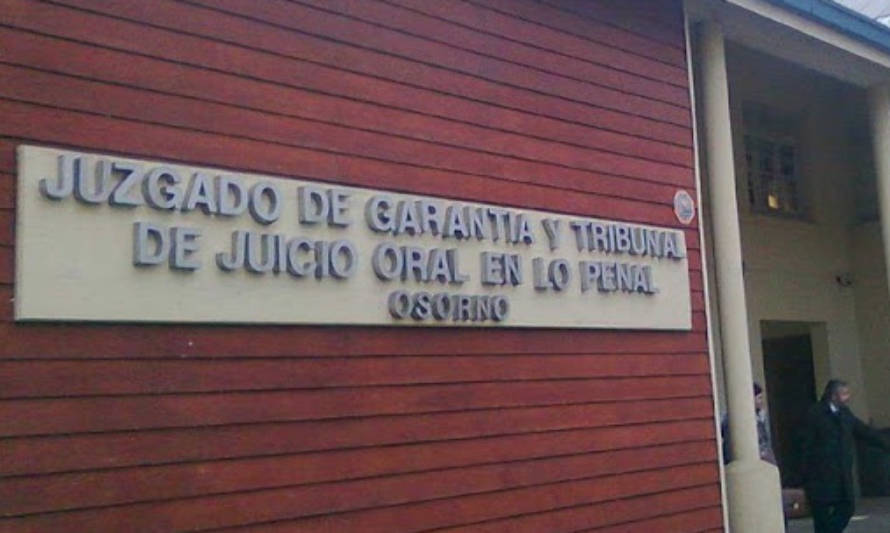 JUZGADO DE GARANTIA Y TRIBUNAL
DE JUICIO ORAL EN LO PENAL
OSORNO